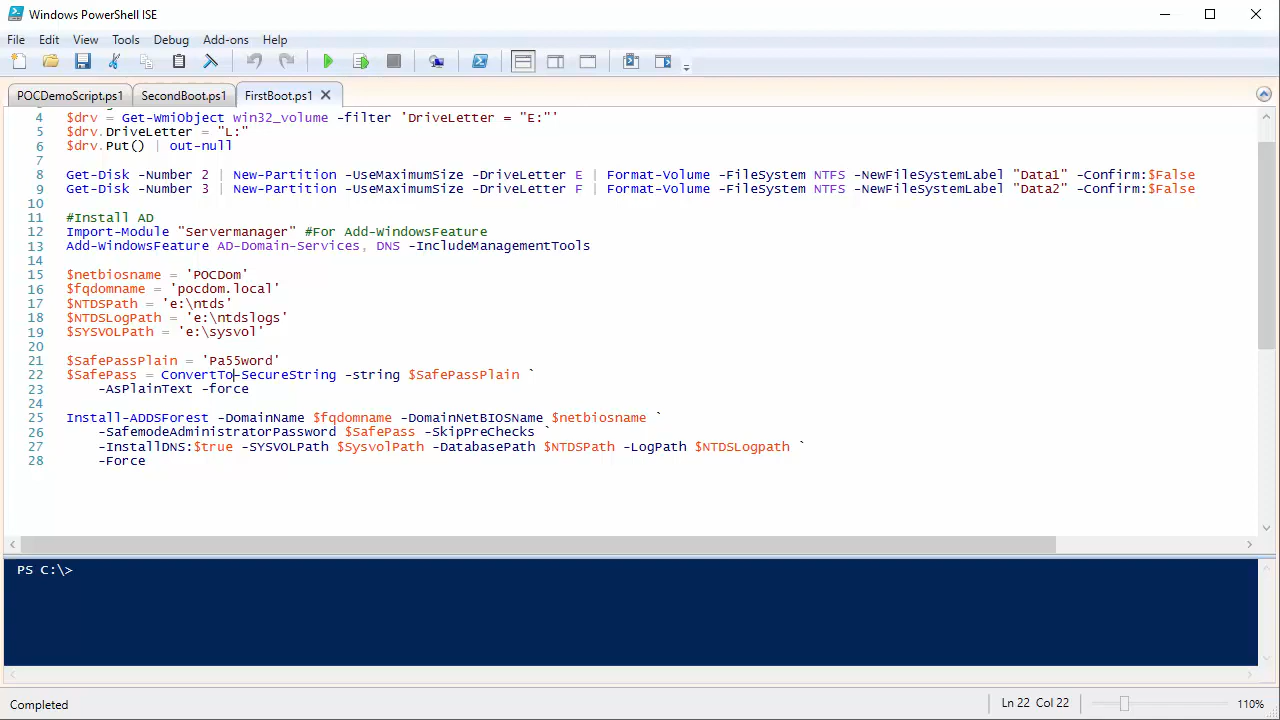 Windows PowerShell ISE
File Edit View Tools Debug Add-ons Help
POCDemoScript.ps1 SecondBoot.ps1 FirstBoot.ps1
4 $drv = Get-WmiObject win32_volume -filter 'DriveLetter = "E:"'
5 $drv.DriveLetter = "L:"
6 $drv.Put() | out-null
7
8 Get-Disk -Number 2 | New-Partition -UseMaximumSize -DriveLetter E | Format-Volume -FileSystem NTFS -NewFileSystemLabel "Data1" -Confirm:$False
9 Get-Disk -Number 3 | New-Partition -UseMaximumSize -DriveLetter F | Format-Volume -FileSystem NTFS -NewFileSystemLabel "Data2" -Confirm:$False
10
11 #Install AD
12 Import-Module "Servermanager" #For Add-WindowsFeature
13 Add-WindowsFeature AD-Domain-Services, DNS -IncludeManagementTools
14
15 $netbiosname = 'POCDom'
16 $fqdomname = 'pocdom.local'
17 $NTDSPath = 'e:\ntds'
18 $NTDSLogPath = 'e:\ntdslogs'
19 $SYSVOLPath = 'e:\sysvol'
20
21 $SafePassPlain = 'Pa55word'
22 $SafePass = ConvertTo-SecureString -string $SafePassPlain `
23 -AsPlainText -force
24
25 Install-ADDSForest -DomainName $fqdomname -DomainNetBIOSName $netbiosname `
26 -SafemodeAdministratorPassword $SafePass -SkipPreChecks `
27 -InstallDNS:$true -SYSVOLPath $SysvolPath -DatabasePath $NTDSPath -LogPath $NTDSLogpath `
28 -Force
PS C:\>
Completed Ln 22 Col 22 110%